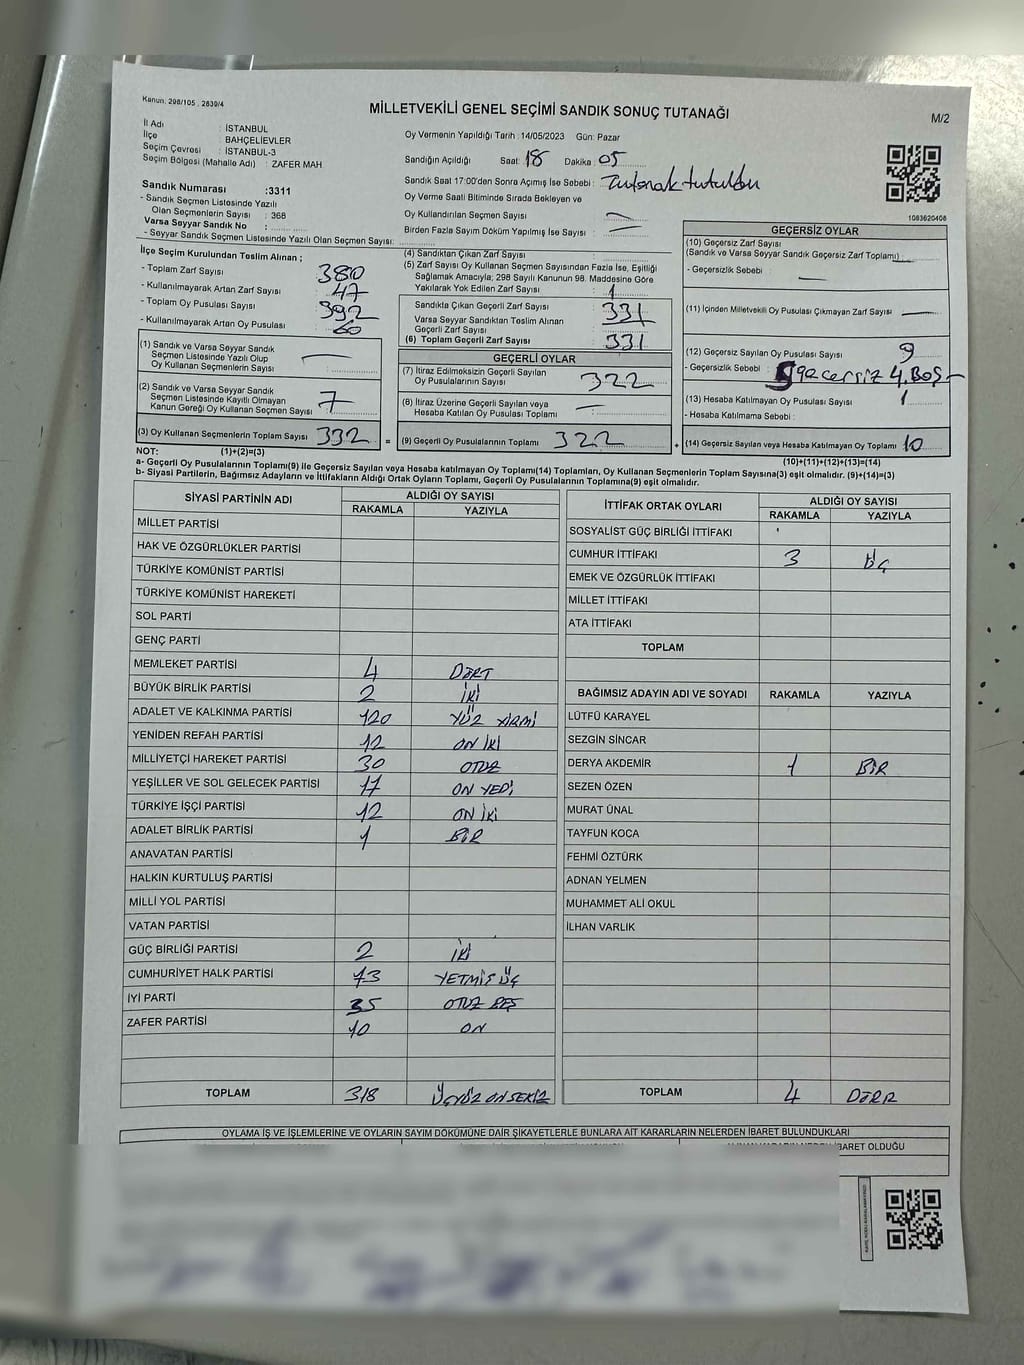 Kanun: 298/105 . 2839/4
MİLLETVEKİLİ GENEL SEÇİMİ SANDIK SONUÇ TUTANAĞI
M/2
İl Adı : İSTANBUL
İlçe : BAHÇELİEVLER
Seçim Çevresi : İSTANBUL-3
Seçim Bölgesi (Mahalle Adı) : ZAFER MAH
Sandık Numarası :3311
- Sandık Seçmen Listesinde Yazılı
Olan Seçmenlerin Sayısı : 368
Varsa Seyyar Sandık No :
- Seyyar Sandık Seçmen Listesinde Yazılı Olan Seçmen Sayısı:
Oy Vermenin Yapıldığı Tarih :14/05/2023 Gün: Pazar
Sandığın Açıldığı Saat: 18 Dakika: 05
Sandık Saat 17:00'den Sonra Açılmış İse Sebebi : Tutanak tutuldu
Oy Verme Saati Bitiminde Sırada Bekleyen ve
Oy Kullandırılan Seçmen Sayısı : —
Birden Fazla Sayım Döküm Yapılmış İse Sayısı : —
1083620406
İlçe Seçim Kurulundan Teslim Alınan ;
- Toplam Zarf Sayısı : 380
- Kullanılmayarak Artan Zarf Sayısı : 47
- Toplam Oy Pusulası Sayısı : 392
- Kullanılmayarak Artan Oy Pusulası : 60
(1) Sandık ve Varsa Seyyar Sandık
Seçmen Listesinde Yazılı Olup
Oy Kullanan Seçmenlerin Sayısı : —
(2) Sandık ve Varsa Seyyar Sandık
Seçmen Listesinde Kayıtlı Olmayan
Kanun Gereği Oy Kullanan Seçmen Sayısı : 7
(3) Oy Kullanan Seçmenlerin Toplam Sayısı 332 =
(4) Sandıktan Çıkan Zarf Sayısı :
(5) Zarf Sayısı Oy Kullanan Seçmen Sayısından Fazla İse, Eşitliği
Sağlamak Amacıyla; 298 Sayılı Kanunun 98. Maddesine Göre
Yakılarak Yok Edilen Zarf Sayısı : 1
Sandıkta Çıkan Geçerli Zarf Sayısı : 331
Varsa Seyyar Sandıktan Teslim Alınan
Geçerli Zarf Sayısı :
(6) Toplam Geçerli Zarf Sayısı : 331
GEÇERLİ OYLAR
(7) İtiraz Edilmeksizin Geçerli Sayılan
Oy Pusulalarının Sayısı : 322
(8) İtiraz Üzerine Geçerli Sayılan veya
Hesaba Katılan Oy Pusulası Toplamı : —
(9) Geçerli Oy Pusulalarının Toplamı 322 +
GEÇERSİZ OYLAR
(10) Geçersiz Zarf Sayısı
(Sandık ve Varsa Seyyar Sandık Geçersiz Zarf Toplamı)
- Geçersizlik Sebebi : —
(11) İçinden Milletvekili Oy Pusulası Çıkmayan Zarf Sayısı : —
(12) Geçersiz Sayılan Oy Pusulası Sayısı : 9
- Geçersizlik Sebebi : 5 geçersiz 4. BOŞ
(13) Hesaba Katılmayan Oy Pusulası Sayısı : 1
- Hesaba Katılmama Sebebi :
(14) Geçersiz Sayılan veya Hesaba Katılmayan Oy Toplamı 10
NOT: (1)+(2)=(3)
(10)+(11)+(12)+(13)=(14)
a- Geçerli Oy Pusulalarının Toplamı(9) ile Geçersiz Sayılan veya Hesaba katılmayan Oy Toplamı(14) Toplamları, Oy Kullanan Seçmenlerin Toplam Sayısına(3) eşit olmalıdır. (9)+(14)=(3)
b- Siyasi Partilerin, Bağımsız Adayların ve İttifakların Aldığı Ortak Oyların Toplamı, Geçerli Oy Pusulalarının Toplamına(9) eşit olmalıdır.
SİYASİ PARTİNİN ADI ALDIĞI OY SAYISI
RAKAMLA YAZIYLA
MİLLET PARTİSİ
HAK VE ÖZGÜRLÜKLER PARTİSİ
TÜRKİYE KOMÜNİST PARTİSİ
TÜRKİYE KOMÜNİST HAREKETİ
SOL PARTİ
GENÇ PARTİ
MEMLEKET PARTİSİ 4 DÖRT
BÜYÜK BİRLİK PARTİSİ 2 İKİ
ADALET VE KALKINMA PARTİSİ 120 YÜZ YİRMİ
YENİDEN REFAH PARTİSİ 12 ON İKİ
MİLLİYETÇİ HAREKET PARTİSİ 30 OTUZ
YEŞİLLER VE SOL GELECEK PARTİSİ 17 ON YEDİ
TÜRKİYE İŞÇİ PARTİSİ 12 ON İKİ
ADALET BİRLİK PARTİSİ 1 BİR
ANAVATAN PARTİSİ
HALKIN KURTULUŞ PARTİSİ
MİLLİ YOL PARTİSİ
VATAN PARTİSİ
GÜÇ BİRLİĞİ PARTİSİ 2 İKİ
CUMHURİYET HALK PARTİSİ 73 YETMİŞ ÜÇ
İYİ PARTİ 35 OTUZ BEŞ
ZAFER PARTİSİ 10 ON
TOPLAM 318 ÜÇYÜZ ON SEKİZ
İTTİFAK ORTAK OYLARI ALDIĞI OY SAYISI
RAKAMLA YAZIYLA
SOSYALİST GÜÇ BİRLİĞİ İTTİFAKI
CUMHUR İTTİFAKI 3 ÜÇ
EMEK VE ÖZGÜRLÜK İTTİFAKI
MİLLET İTTİFAKI
ATA İTTİFAKI
TOPLAM
BAĞIMSIZ ADAYIN ADI VE SOYADI RAKAMLA YAZIYLA
LÜTFÜ KARAYEL
SEZGİN SİNCAR
DERYA AKDEMİR 1 BİR
SEZEN ÖZEN
MURAT ÜNAL
TAYFUN KOCA
FEHMİ ÖZTÜRK
ADNAN YELMEN
MUHAMMET ALİ OKUL
İLHAN VARLIK
TOPLAM 4
OYLAMA İŞ VE İŞLEMLERİNE VE OYLARIN SAYIM DÖKÜMÜNE DAİR ŞİKAYETLERLE BUNLARA AİT KARARLARIN NELERDEN İBARET BULUNDUKLARI
İBARET OLDUĞU